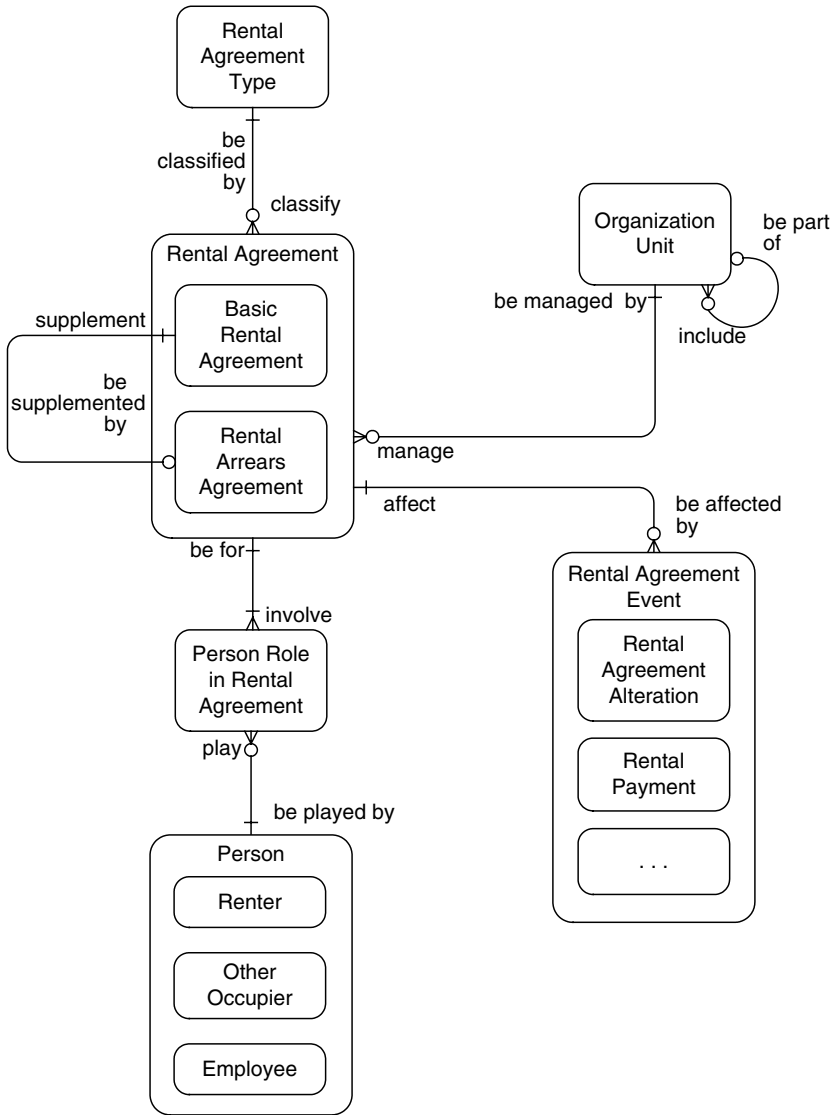 Rental
Agreement
Type
be
classified
by
classify
Organization
Unit
be part
of
include
be managed by
Rental Agreement
Basic
Rental
Agreement
supplement
be
supplemented
by
Rental
Arrears
Agreement
manage
affect
be affected
by
be for
involve
Rental Agreement
Event
Rental
Agreement
Alteration
Person Role
in Rental
Agreement
play
Rental
Payment
be played by
Person
. . .
Renter
Other
Occupier
Employee